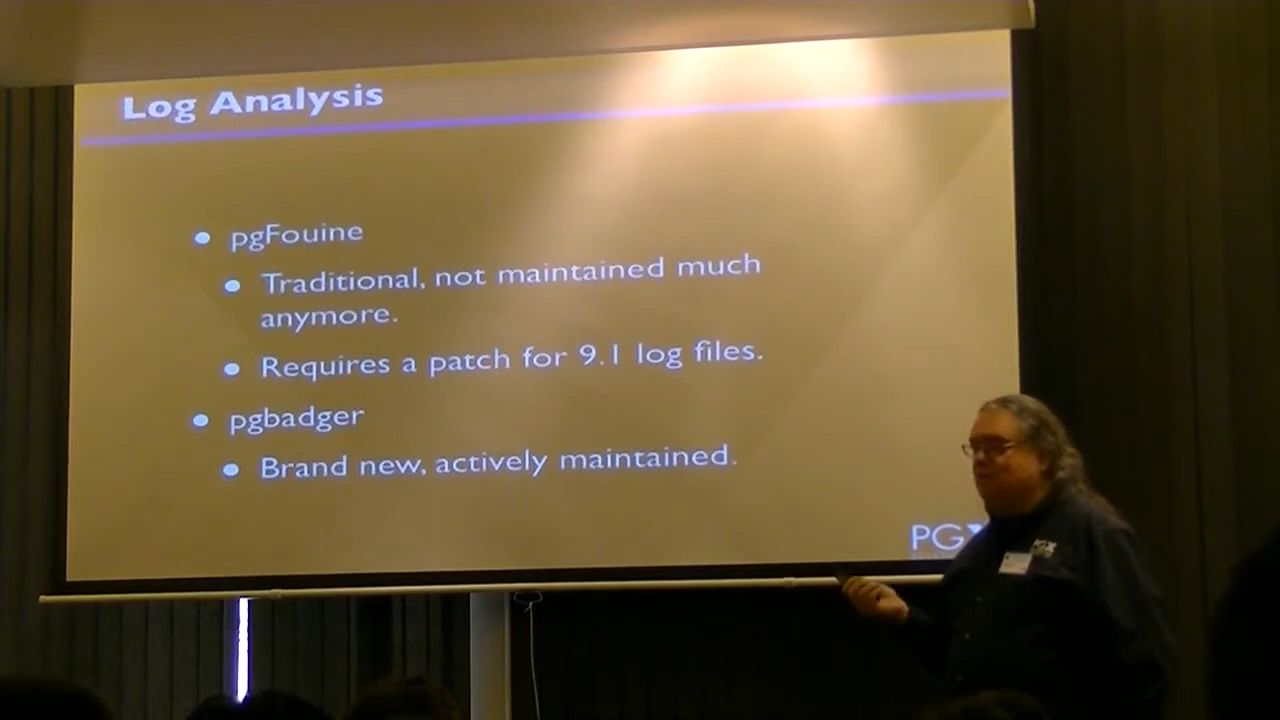 Log Analysis
pgFouine
Traditional, not maintained much
anymore.
Requires a patch for 9.1 log files.
pgbadger
Brand new, actively maintained.
PG